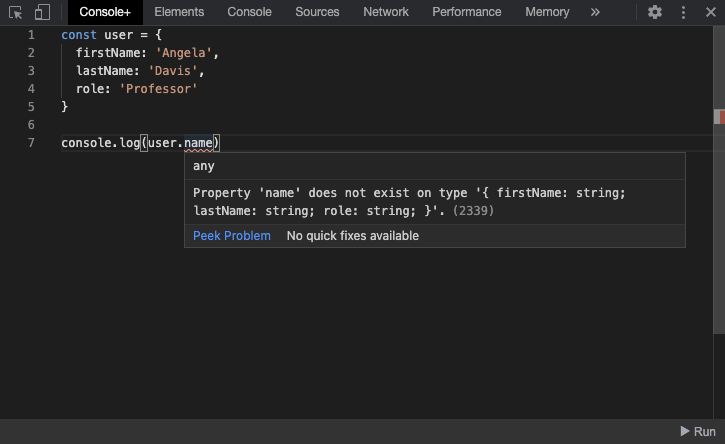 Console+ Elements Console Sources Network Performance Memory »
1 const user = {
2 firstName: 'Angela',
3 lastName: 'Davis',
4 role: 'Professor'
5 }
6
7 console.log(user.name)
any
Property 'name' does not exist on type '{ firstName: string;
lastName: string; role: string; }'. (2339)
Peek Problem No quick fixes available
Run